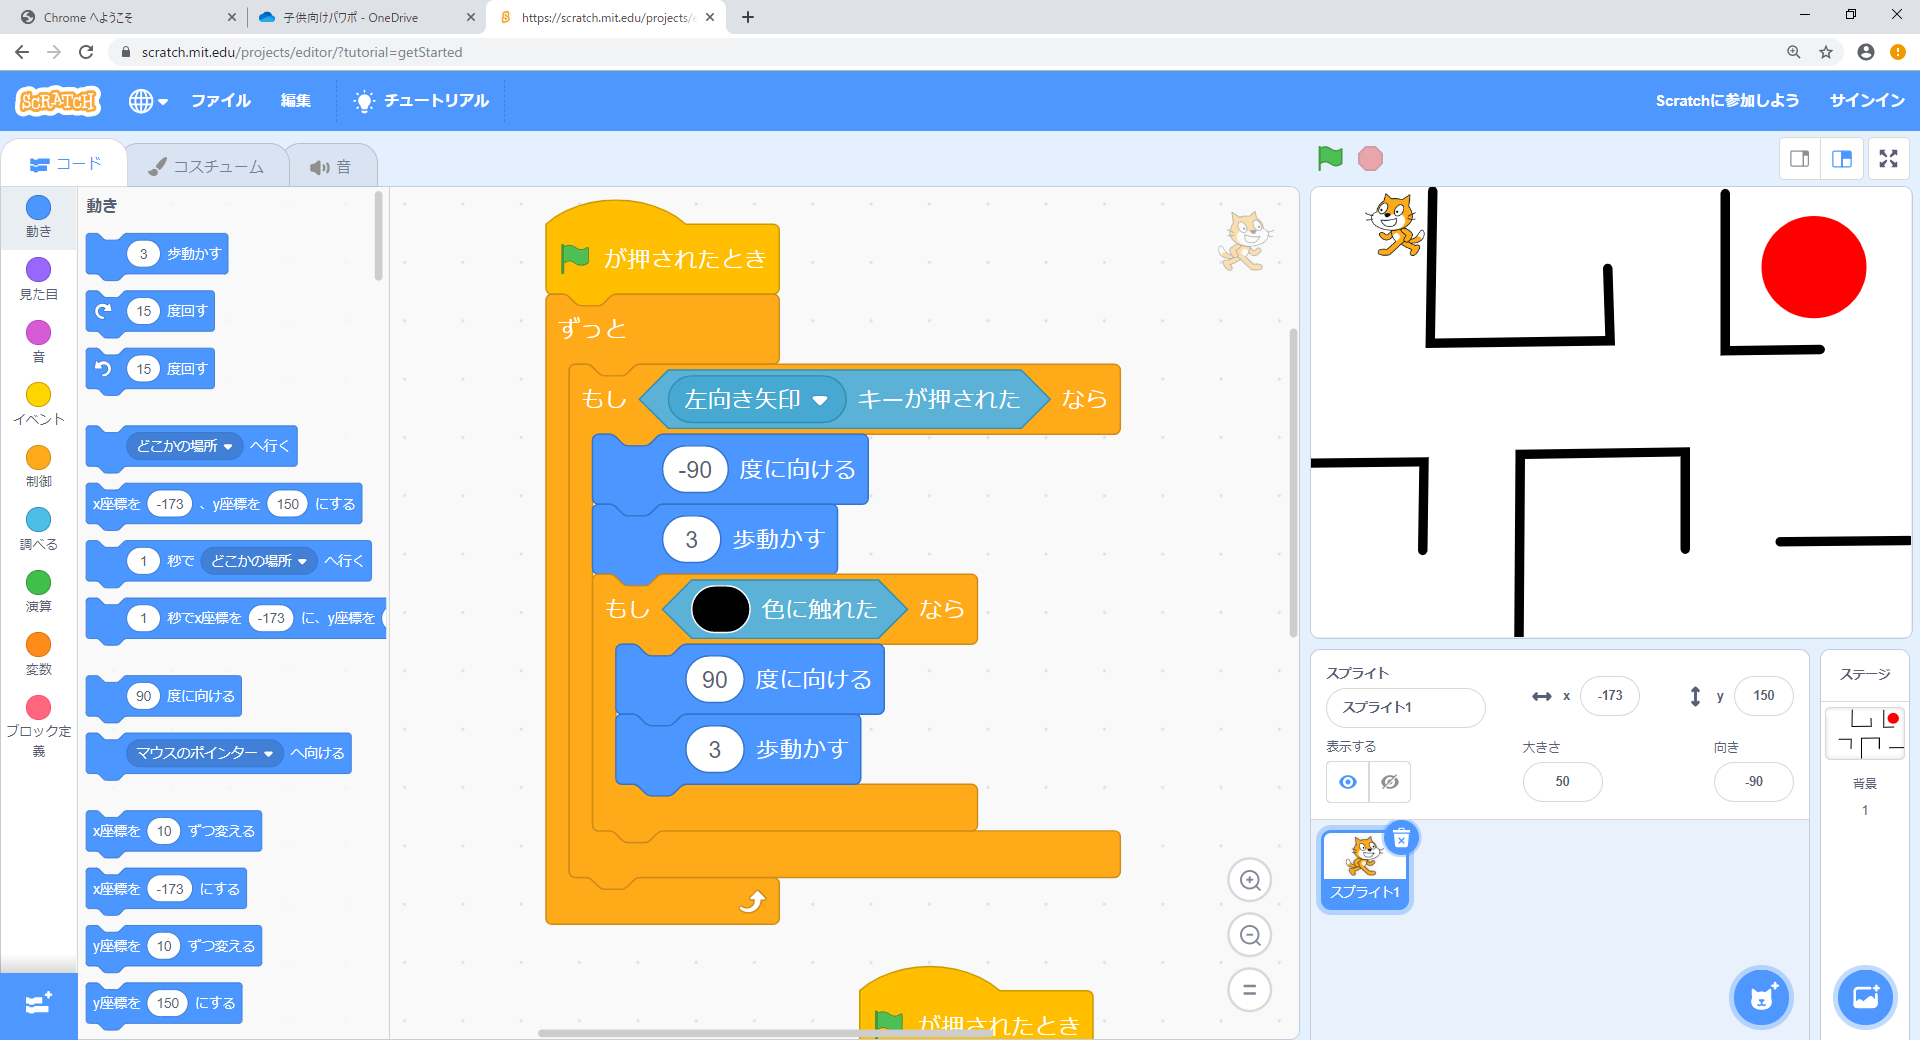 Chrome へようこそ
子供向けパワポ - OneDrive
https://scratch.mit.edu/projects/e
scratch.mit.edu/projects/editor/?tutorial=getStarted
SCRATCH
ファイル
編集
チュートリアル
Scratchに参加しよう
サインイン
コード
コスチューム
音
動き
見た目
音
イベント
制御
調べる
演算
変数
ブロック定
義
動き
3 歩動かす
15 度回す
15 度回す
どこかの場所 へ行く
x座標を -173 、y座標を 150 にする
1 秒で どこかの場所 へ行く
1 秒でx座標を -173 に、y座標を
90 度に向ける
マウスのポインター へ向ける
x座標を 10 ずつ変える
x座標を -173 にする
y座標を 10 ずつ変える
y座標を 150 にする
が押されたとき
ずっと
もし 左向き矢印 キーが押された なら
-90 度に向ける
3 歩動かす
もし 色に触れた なら
90 度に向ける
3 歩動かす
が押されたとき
スプライト
スプライト1
x -173
y 150
表示する
大きさ
50
向き
-90
スプライト1
ステージ
背景
1